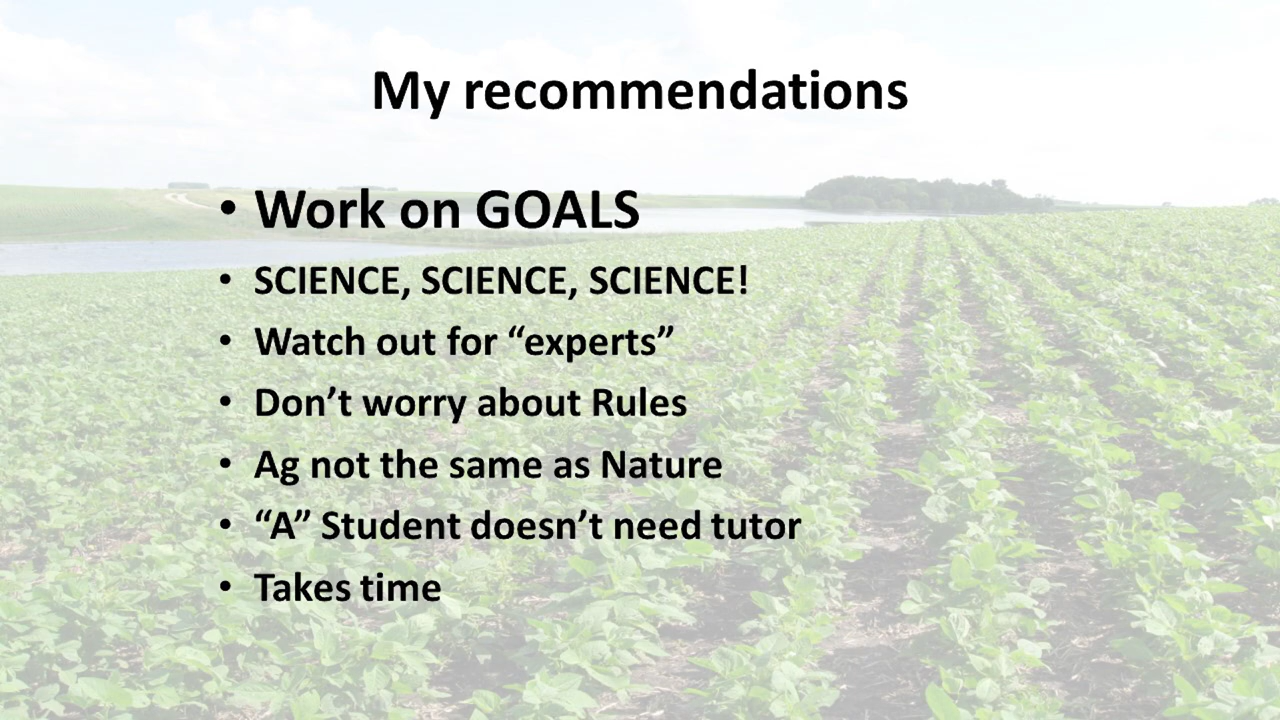 My recommendations
• Work on GOALS
• SCIENCE, SCIENCE, SCIENCE!
• Watch out for “experts”
• Don’t worry about Rules
• Ag not the same as Nature
• “A” Student doesn’t need tutor
• Takes time